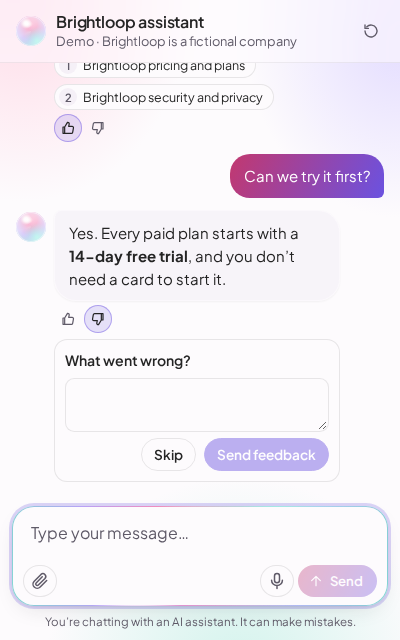 Brightloop assistant
Demo · Brightloop is a fictional company
1 Brightloop pricing and plans
2 Brightloop security and privacy
Can we try it first?
Yes. Every paid plan starts with a
14-day free trial, and you don’t
need a card to start it.
What went wrong?
Skip
Send feedback
Type your message…
Send
You’re chatting with an AI assistant. It can make mistakes.